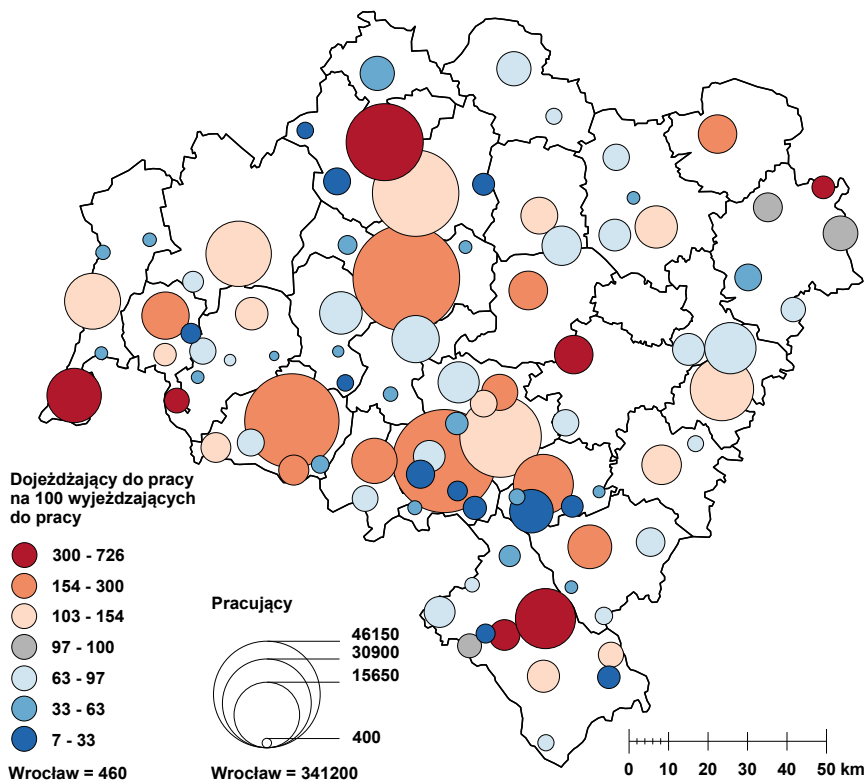 Dojeżdżający do pracy
na 100 wyjeżdzających
do pracy
300 - 726
154 - 300
103 - 154
97 - 100
63 - 97
33 - 63
7 - 33
Wrocław = 460
Pracujący
46150
30900
15650
400
Wrocław = 341200
0 10 20 30 40 50 km